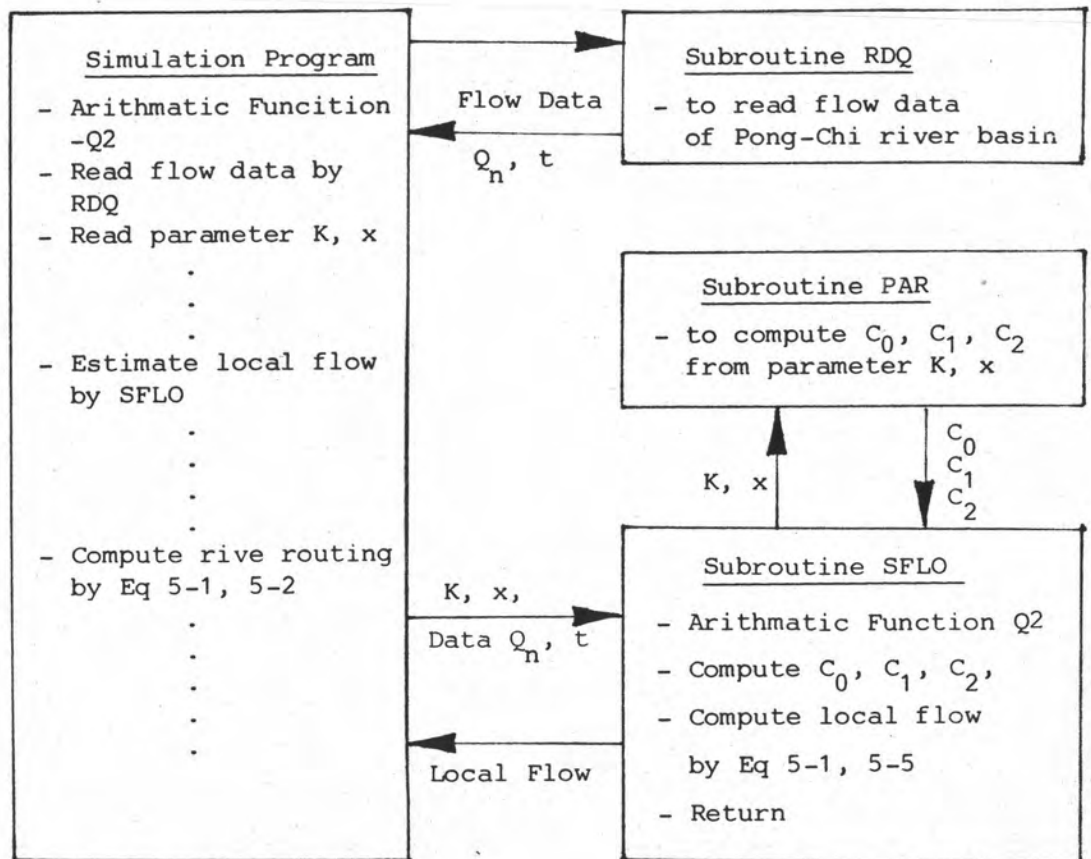 Simulation Program
- Arithmatic Funcition
-Q2
- Read flow data by
RDQ
- Read parameter K, x
.
.
.
- Estimate local flow
by SFLO
.
.
.
.
- Compute rive routing
by Eq 5-1, 5-2
.
.
.
.
.
Flow Data
Qn, t
Subroutine RDQ
- to read flow data
of Pong-Chi river basin
Subroutine PAR
- to compute C0, C1, C2
from parameter K, x
K, x
C0
C1
C2
K, x,
Data Qn, t
Local Flow
Subroutine SFLO
- Arithmatic Function Q2
- Compute C0, C1, C2,
- Compute local flow
by Eq 5-1, 5-5
- Return